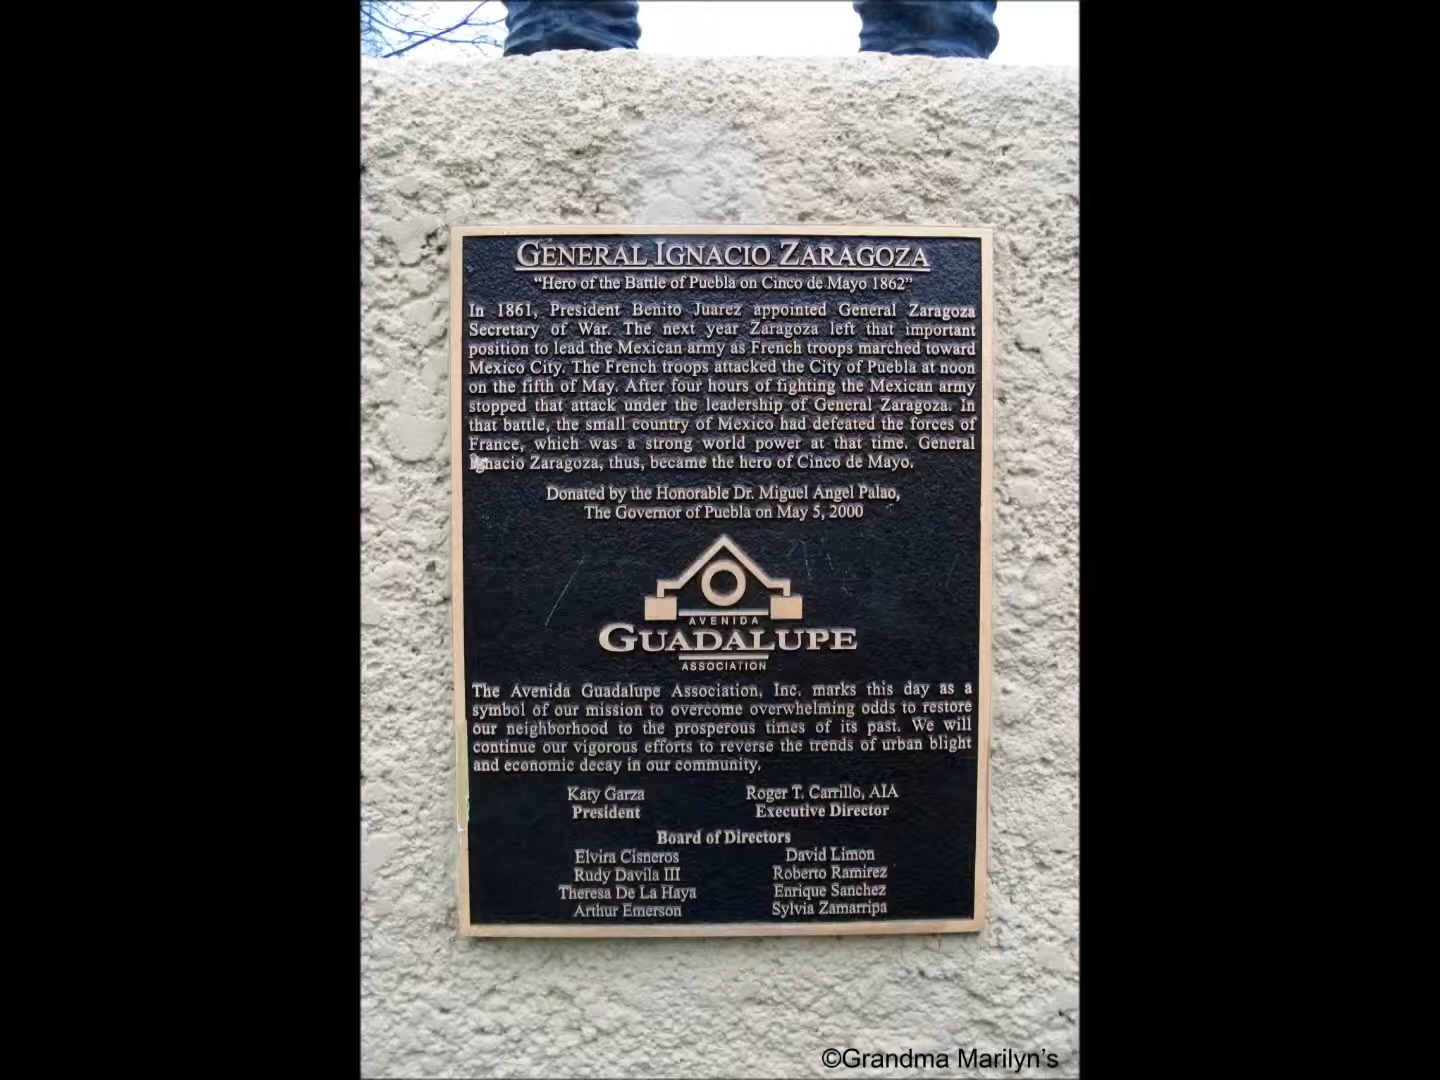 GENERAL IGNACIO ZARAGOZA
“Hero of the Battle of Puebla on Cinco de Mayo 1862”
In 1861, President Benito Juarez appointed General Zaragoza
Secretary of War. The next year Zaragoza left that important
position to lead the Mexican army as French troops marched toward
Mexico City. The French troops attacked the City of Puebla at noon
on the fifth of May. After four hours of fighting the Mexican army
stopped that attack under the leadership of General Zaragoza. In
that battle, the small country of Mexico had defeated the forces of
France, which was a strong world power at that time. General
Ignacio Zaragoza, thus, became the hero of Cinco de Mayo.
Donated by the Honorable Dr. Miguel Angel Palao,
The Governor of Puebla on May 5, 2000
AVENIDA
GUADALUPE
ASSOCIATION
The Avenida Guadalupe Association, Inc. marks this day as a
symbol of our mission to overcome overwhelming odds to restore
our neighborhood to the prosperous times of its past. We will
continue our vigorous efforts to reverse the trends of urban blight
and economic decay in our community.
Katy Garza Roger T. Carrillo, AIA
President Executive Director
Board of Directors
Elvira Cisneros David Limon
Rudy Davila III Roberto Ramirez
Theresa De La Haya Enrique Sanchez
Arthur Emerson Sylvia Zamarripa
©Grandma Marilyn’s